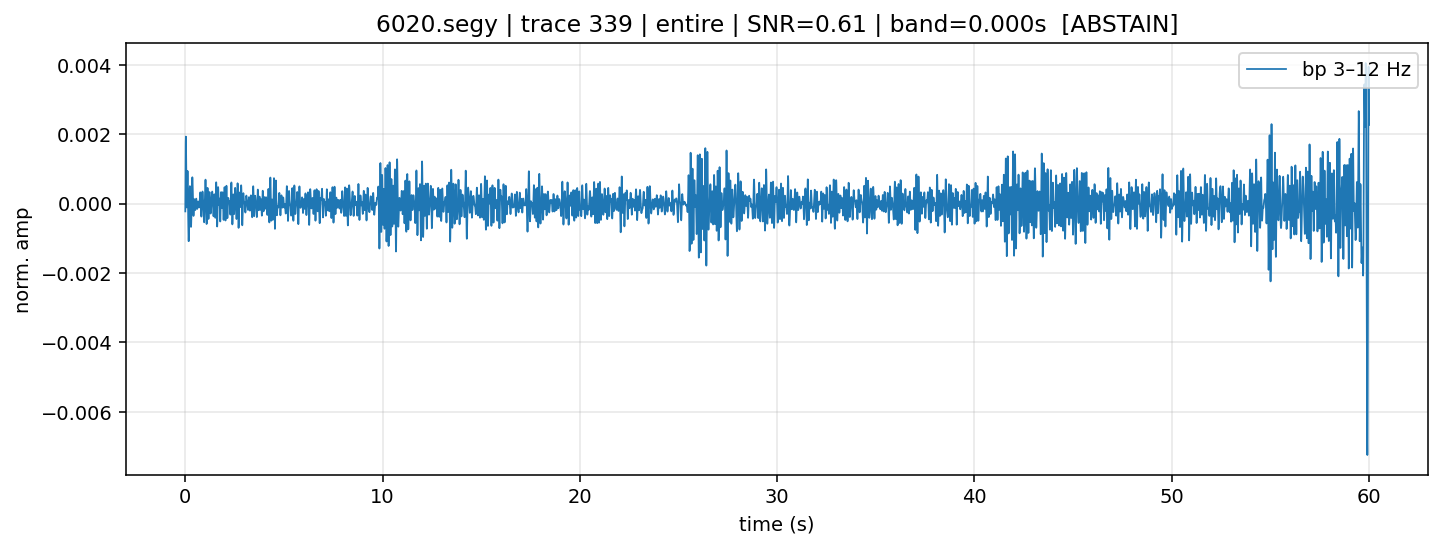 6020.segy | trace 339 | entire | SNR=0.61 | band=0.000s  [ABSTAIN]
bp 3–12 Hz
norm. amp
0.004
0.002
0.000
−0.002
−0.004
−0.006
0 10 20 30 40 50 60
time (s)